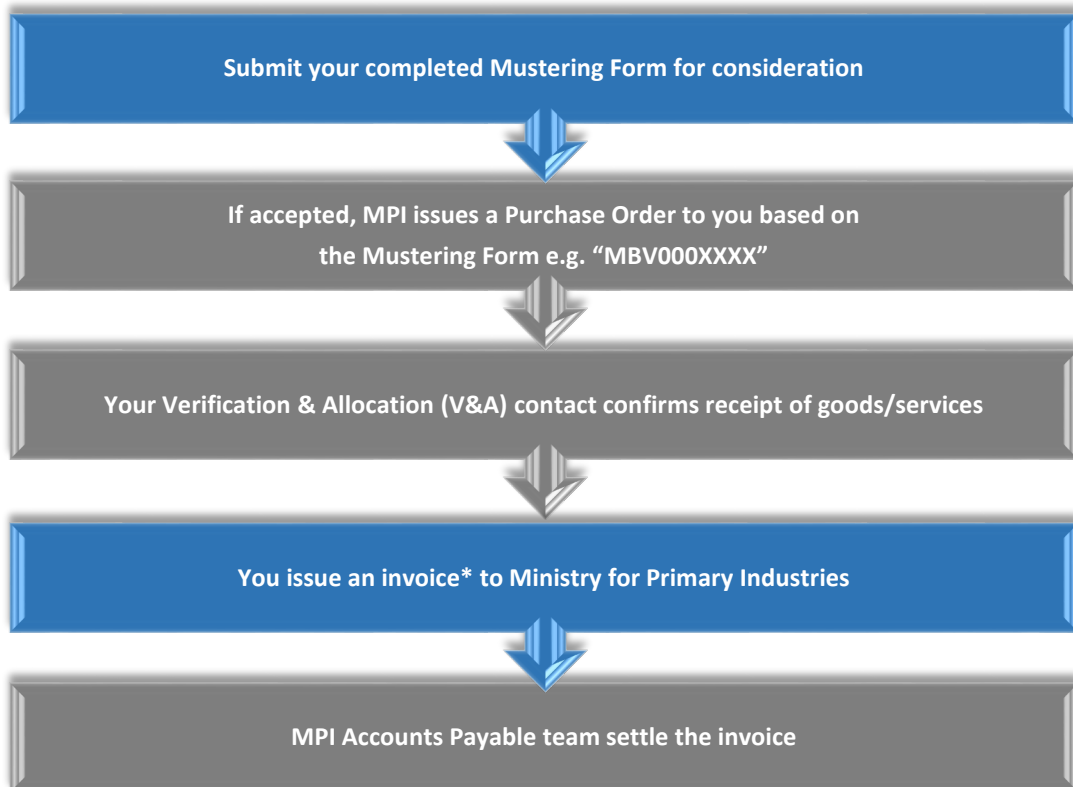 Submit your completed Mustering Form for consideration
If accepted, MPI issues a Purchase Order to you based on
the Mustering Form e.g. “MBV000XXXX”
Your Verification & Allocation (V&A) contact confirms receipt of goods/services
You issue an invoice* to Ministry for Primary Industries
MPI Accounts Payable team settle the invoice